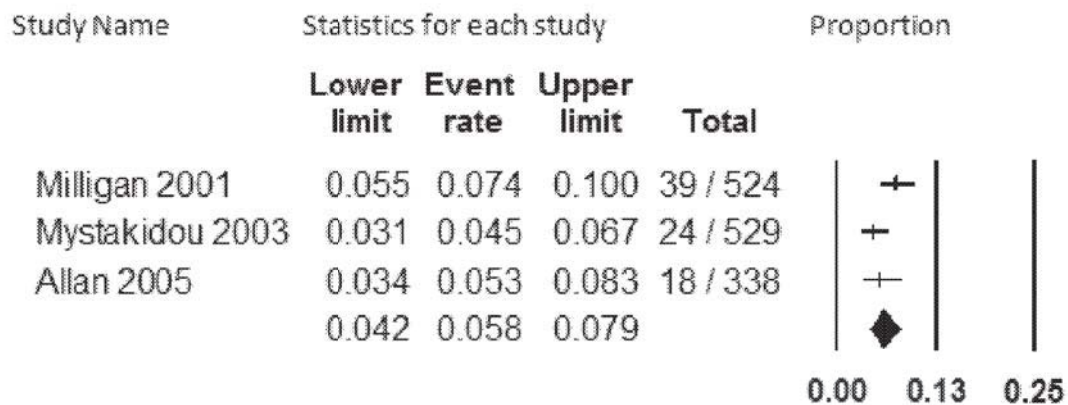 Study Name Statistics for each study Proportion
Lower Event Upper
limit rate limit Total
Milligan 2001 0.055 0.074 0.100 39 / 524
Mystakidou 2003 0.031 0.045 0.067 24 / 529
Allan 2005 0.034 0.053 0.083 18 / 338
0.042 0.058 0.079
0.00 0.13 0.25